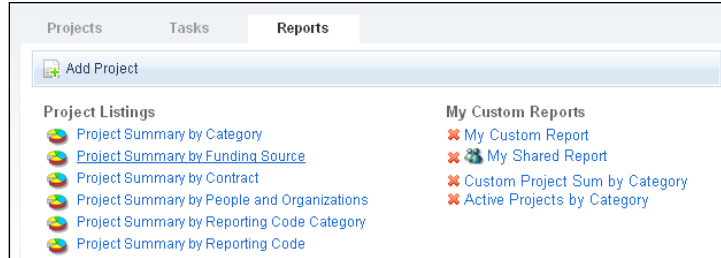 Projects Tasks Reports
Add Project
Project Listings
Project Summary by Category
Project Summary by Funding Source
Project Summary by Contract
Project Summary by People and Organizations
Project Summary by Reporting Code Category
Project Summary by Reporting Code
My Custom Reports
My Custom Report
My Shared Report
Custom Project Sum by Category
Active Projects by Category